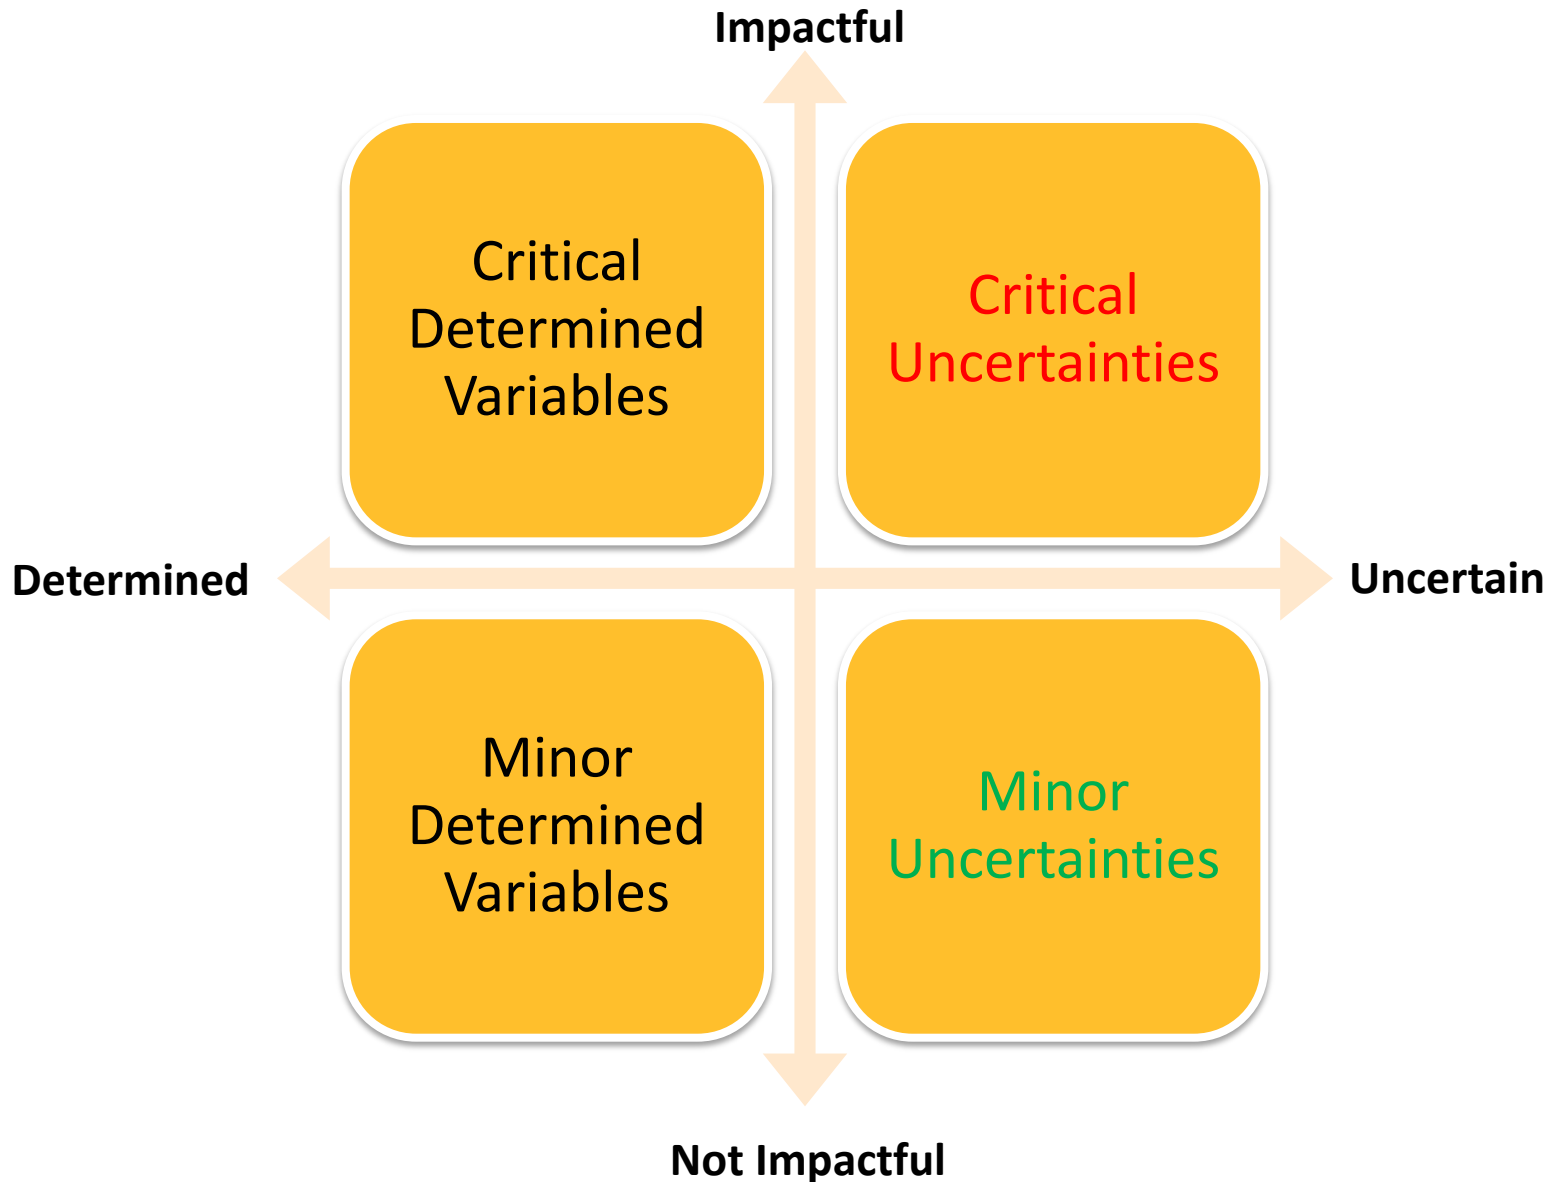 Impactful
Critical
Determined
Variables
Critical
Uncertainties
Determined
Uncertain
Minor
Determined
Variables
Minor
Uncertainties
Not Impactful